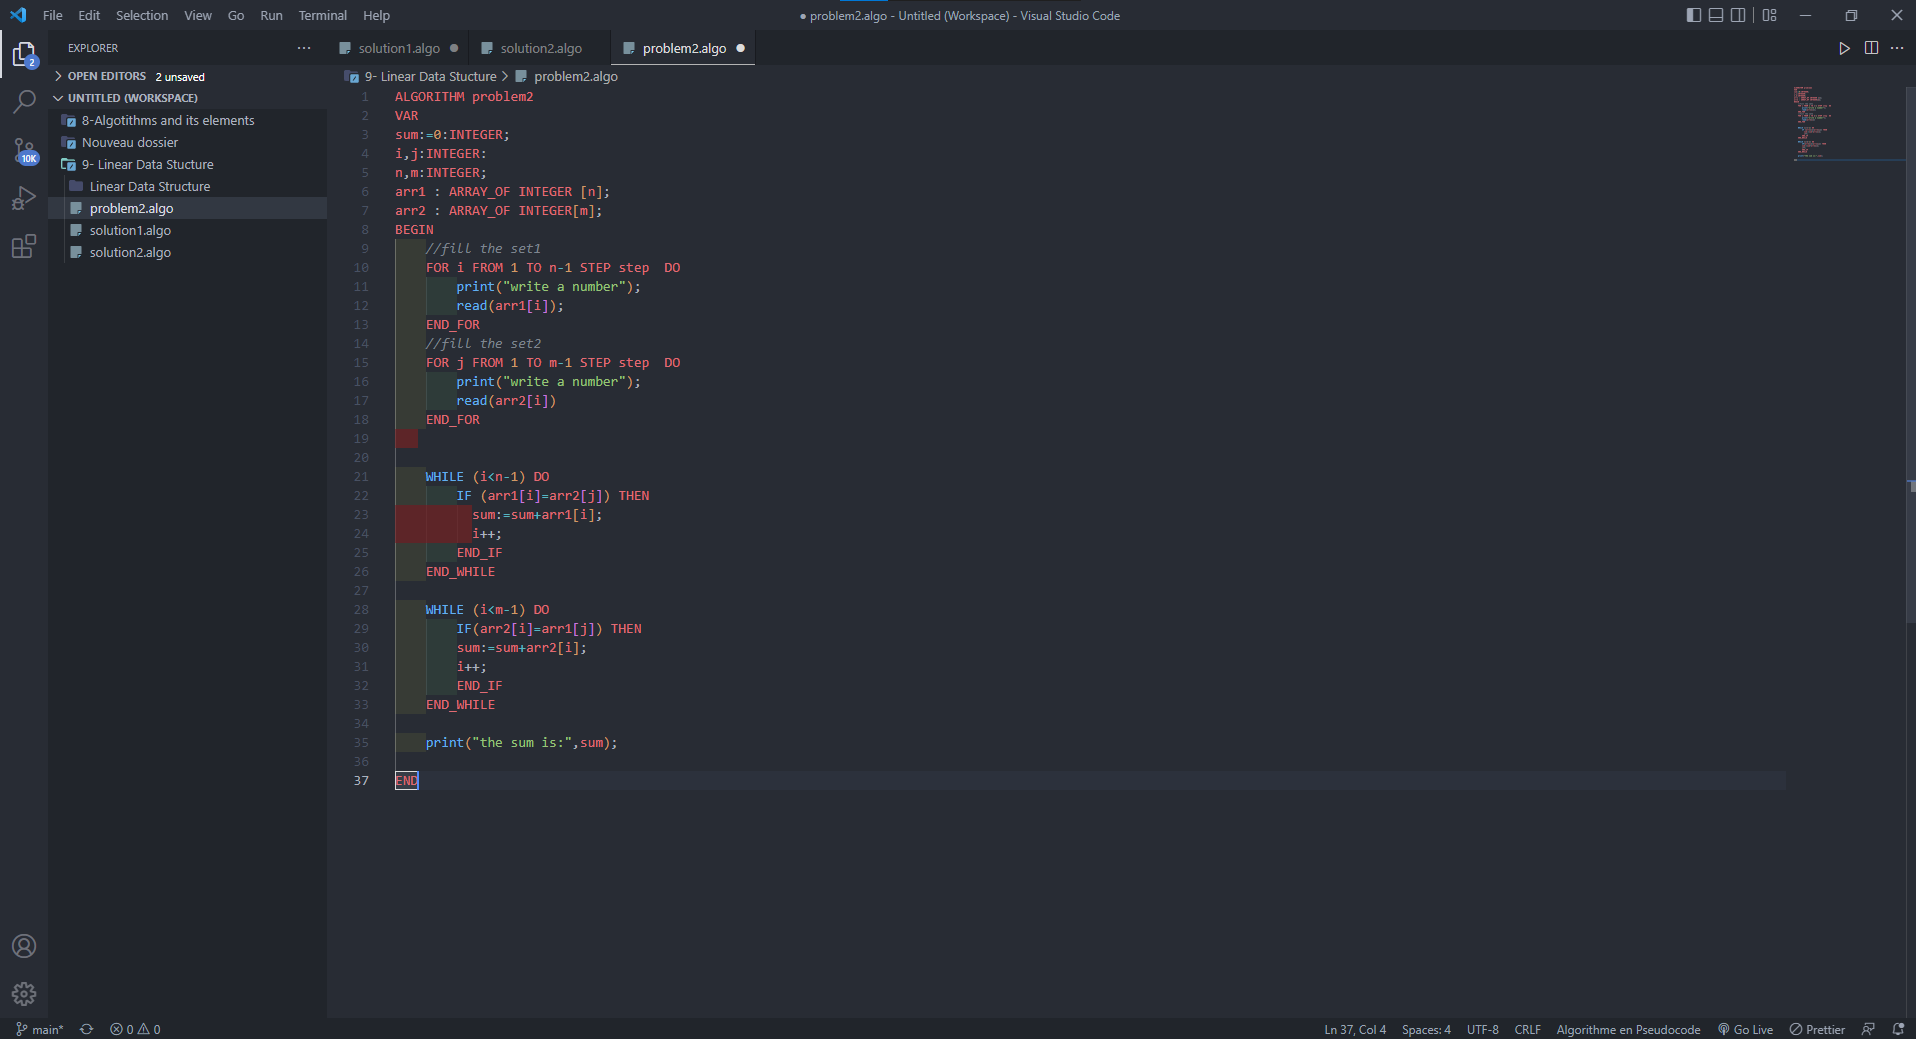 File Edit Selection View Go Run Terminal Help
● problem2.algo - Untitled (Workspace) - Visual Studio Code
EXPLORER
2
OPEN EDITORS 2 unsaved
UNTITLED (WORKSPACE)
8-Algotithms and its elements
Nouveau dossier
9- Linear Data Stucture
Linear Data Structure
problem2.algo
solution1.algo
solution2.algo
10K
solution1.algo
solution2.algo
problem2.algo
9- Linear Data Stucture > problem2.algo
1 ALGORITHM problem2
2 VAR
3 sum:=0:INTEGER;
4 i,j:INTEGER:
5 n,m:INTEGER;
6 arr1 : ARRAY_OF INTEGER [n];
7 arr2 : ARRAY_OF INTEGER[m];
8 BEGIN
9 //fill the set1
10 FOR i FROM 1 TO n-1 STEP step  DO
11 print("write a number");
12 read(arr1[i]);
13 END_FOR
14 //fill the set2
15 FOR j FROM 1 TO m-1 STEP step  DO
16 print("write a number");
17 read(arr2[i])
18 END_FOR
19
20
21 WHILE (i<n-1) DO
22 IF (arr1[i]=arr2[j]) THEN
23 sum:=sum+arr1[i];
24 i++;
25 END_IF
26 END_WHILE
27
28 WHILE (i<m-1) DO
29 IF(arr2[i]=arr1[j]) THEN
30 sum:=sum+arr2[i];
31 i++;
32 END_IF
33 END_WHILE
34
35 print("the sum is:",sum);
36
37 END
main* 0 0
Ln 37, Col 4 Spaces: 4 UTF-8 CRLF Algorithme en Pseudocode Go Live Prettier